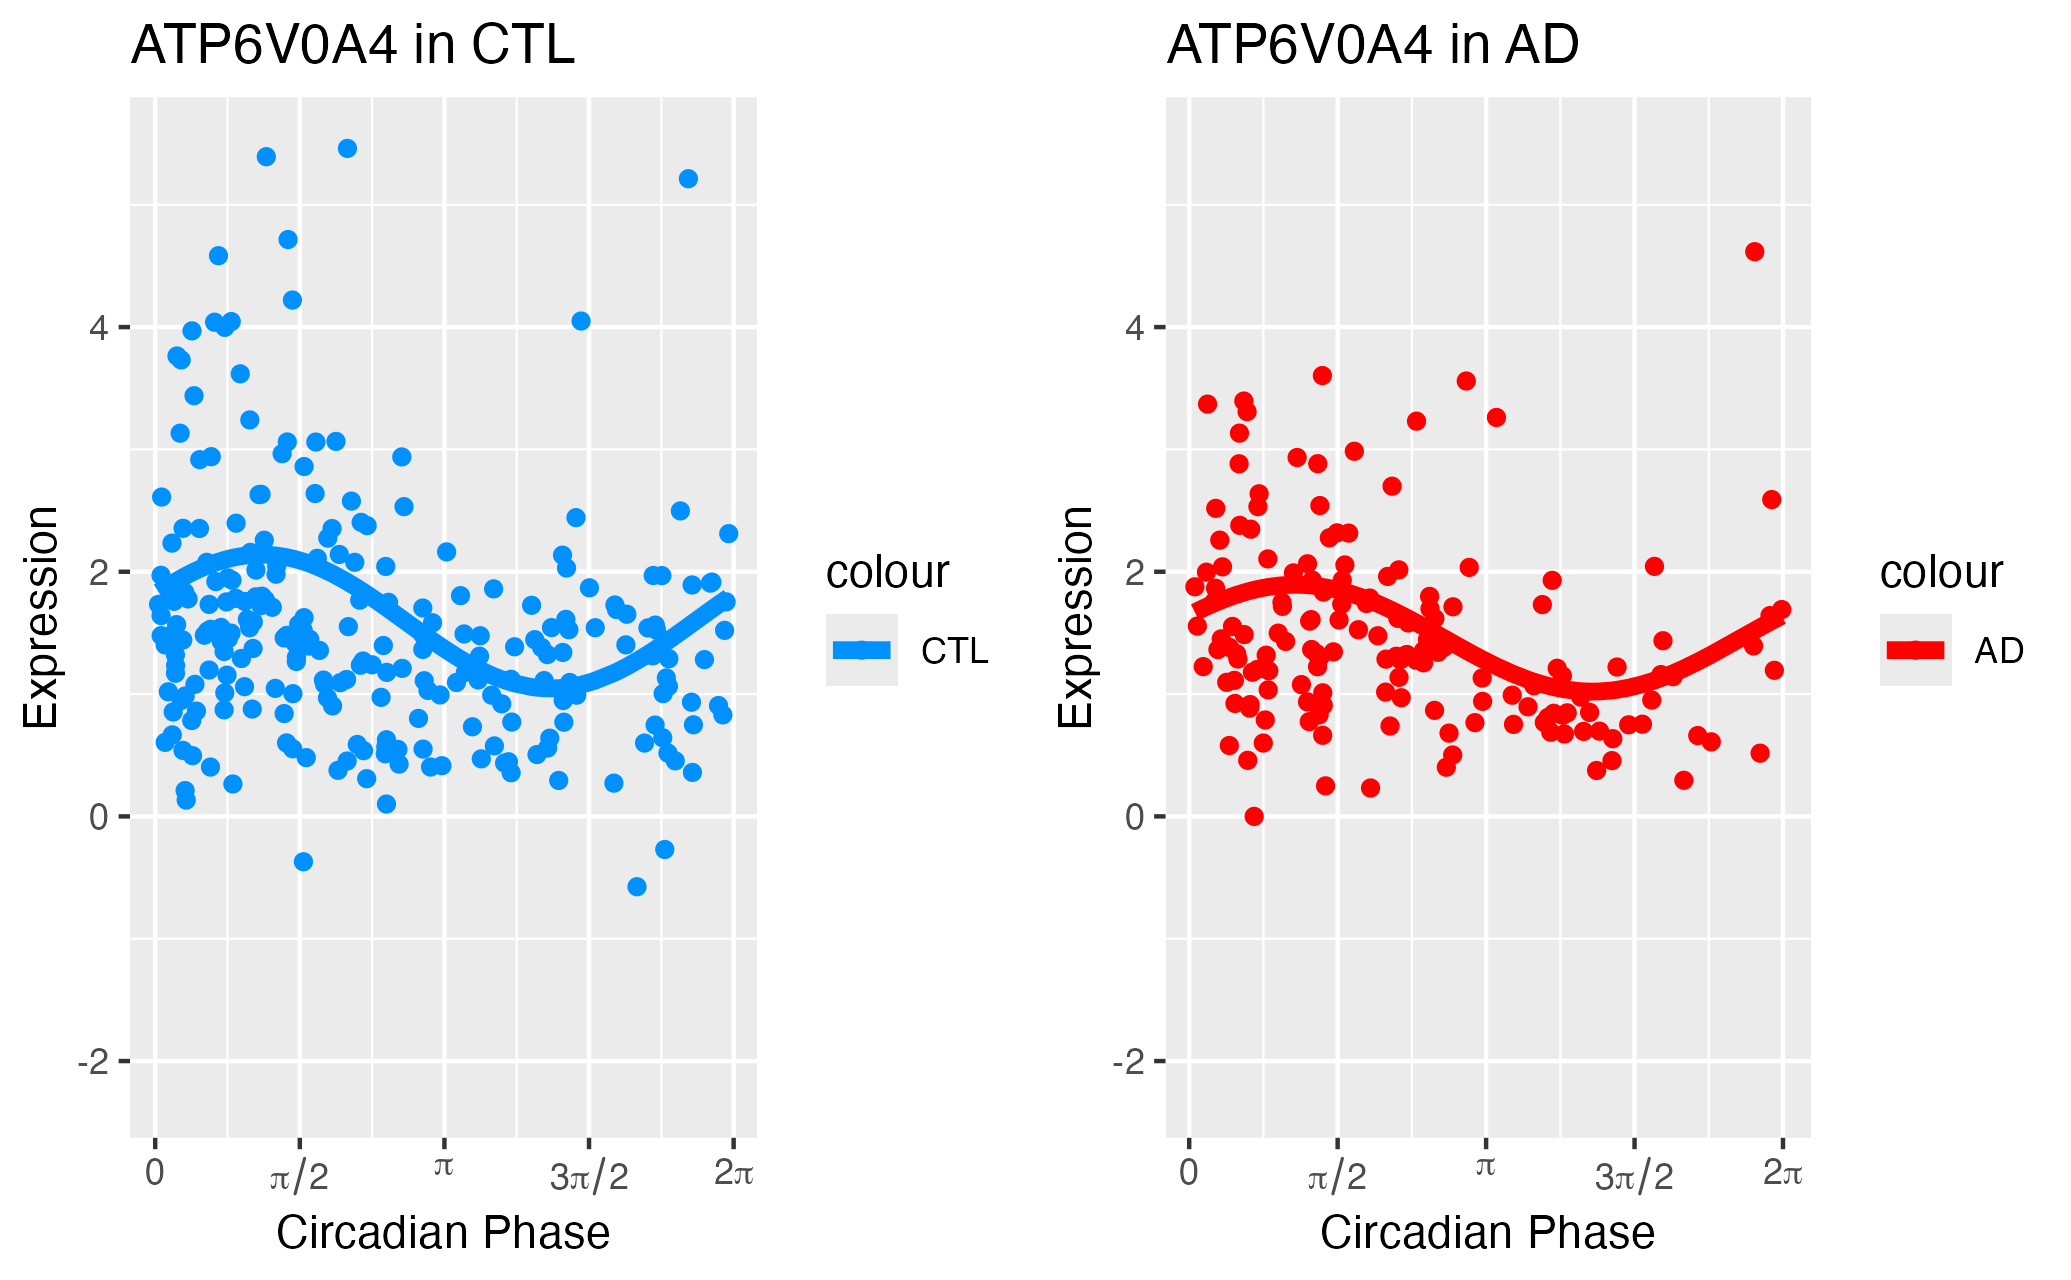 ATP6V0A4 in CTL
Expression
4
2
0
-2
0 π/2 π 3π/2 2π
Circadian Phase
colour
CTL
ATP6V0A4 in AD
Expression
4
2
0
-2
0 π/2 π 3π/2 2π
Circadian Phase
colour
AD